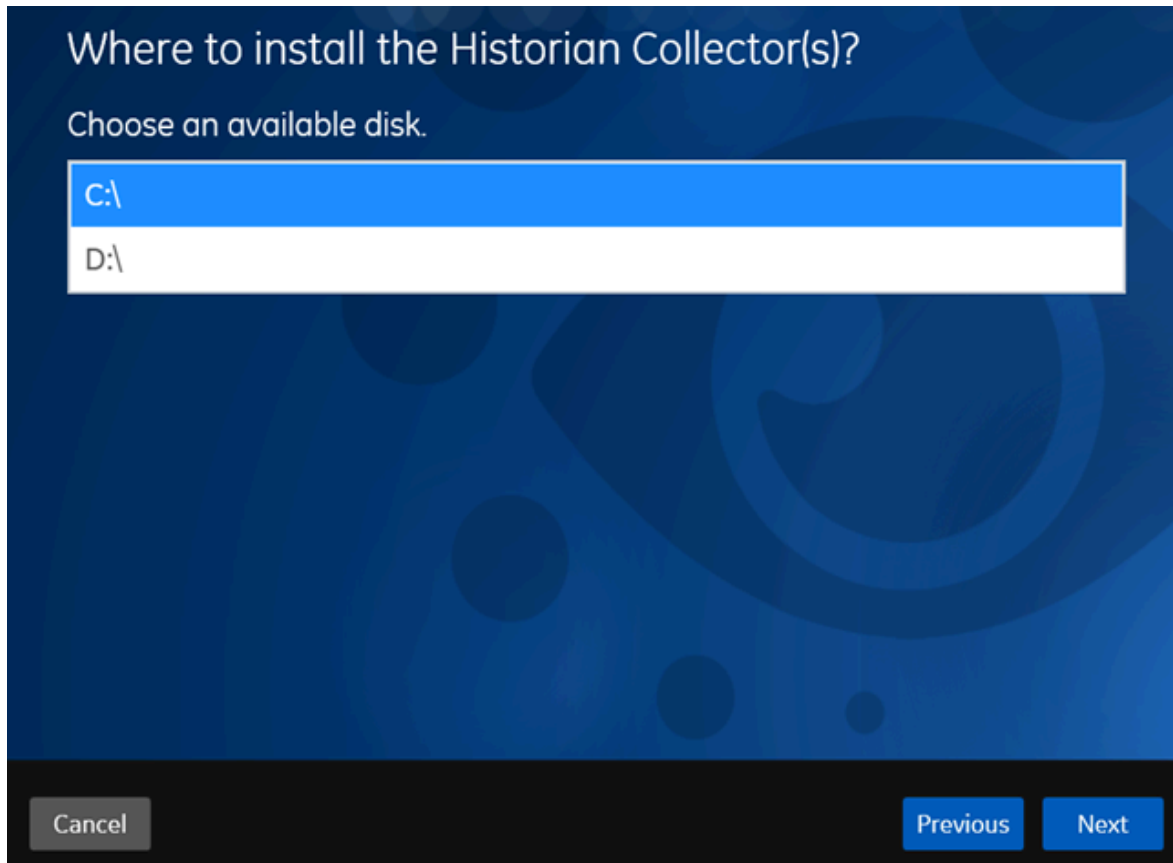 Where to install the Historian Collector(s)?
Choose an available disk.
C:\
D:\
Cancel
Previous
Next